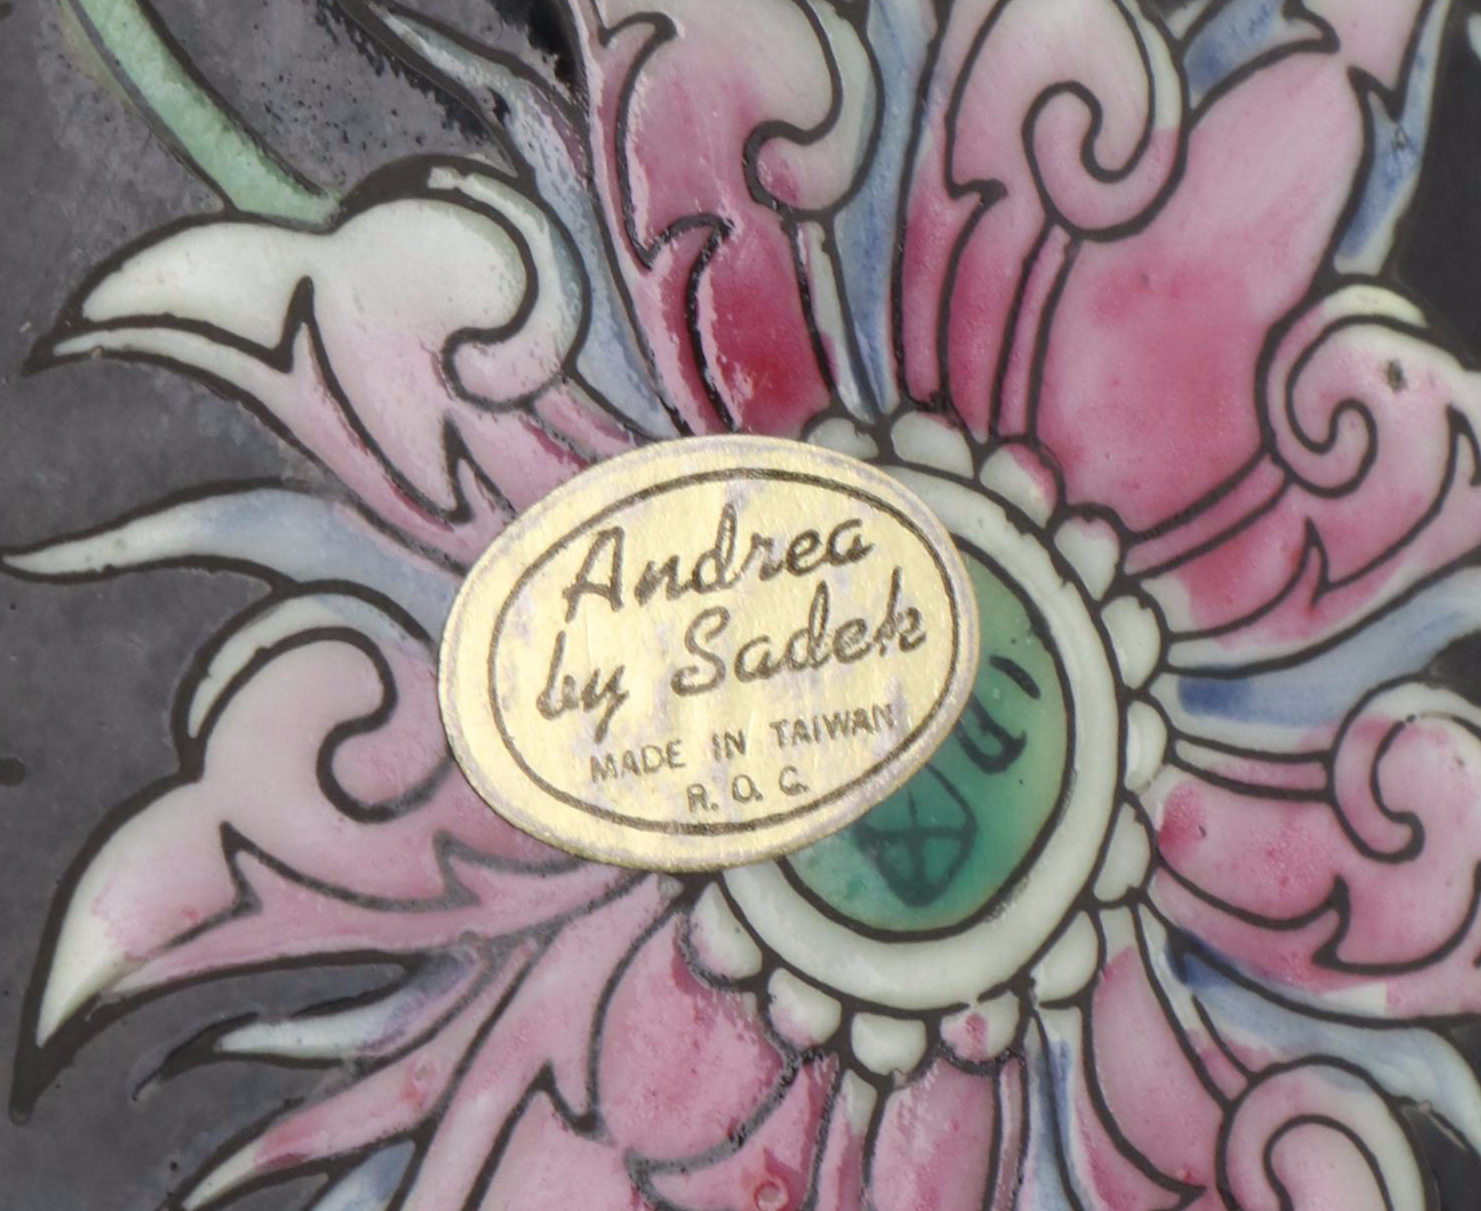 Andrea
by Sadek
MADE IN TAIWAN
R. O. C.